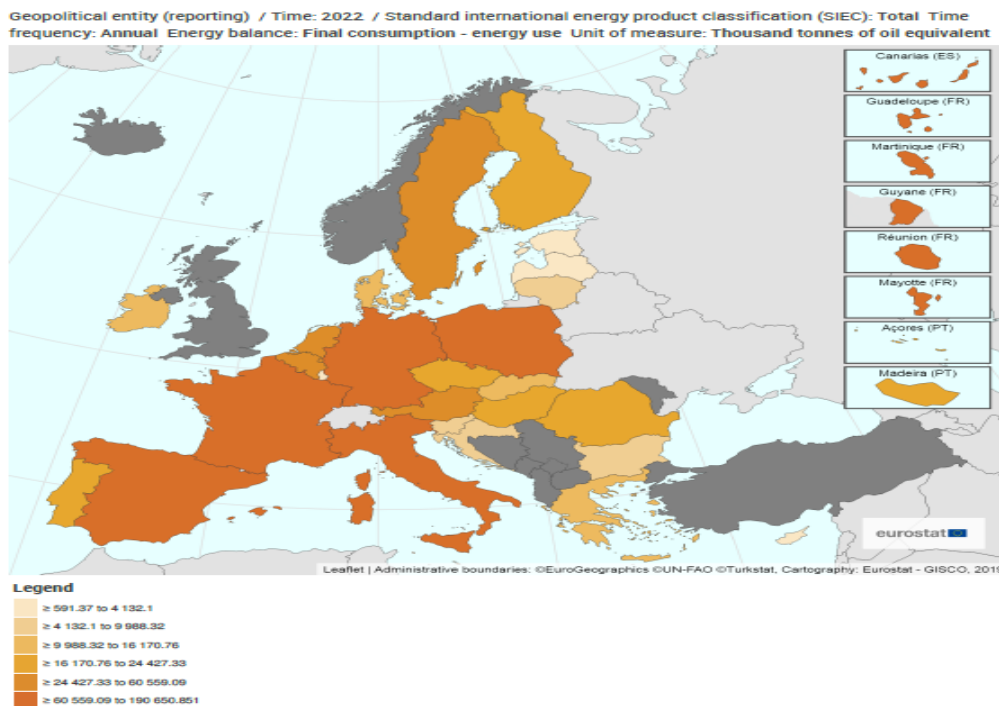 Geopolitical entity (reporting) / Time: 2022 / Standard international energy product classification (SIEC): Total Time
frequency: Annual Energy balance: Final consumption - energy use Unit of measure: Thousand tonnes of oil equivalent
Canarias (ES)
Guadeloupe (FR)
Martinique (FR)
Guyane (FR)
Réunion (FR)
Mayotte (FR)
Açores (PT)
Madeira (PT)
eurostat
Leaflet | Administrative boundaries: ©EuroGeographics ©UN-FAO ©Turkstat, Cartography: Eurostat - GISCO, 2019
Legend
≥ 591.37 to 4 132.1
≥ 4 132.1 to 9 988.32
≥ 9 988.32 to 16 170.76
≥ 16 170.76 to 24 427.33
≥ 24 427.33 to 60 559.09
≥ 60 559.09 to 190 650.851